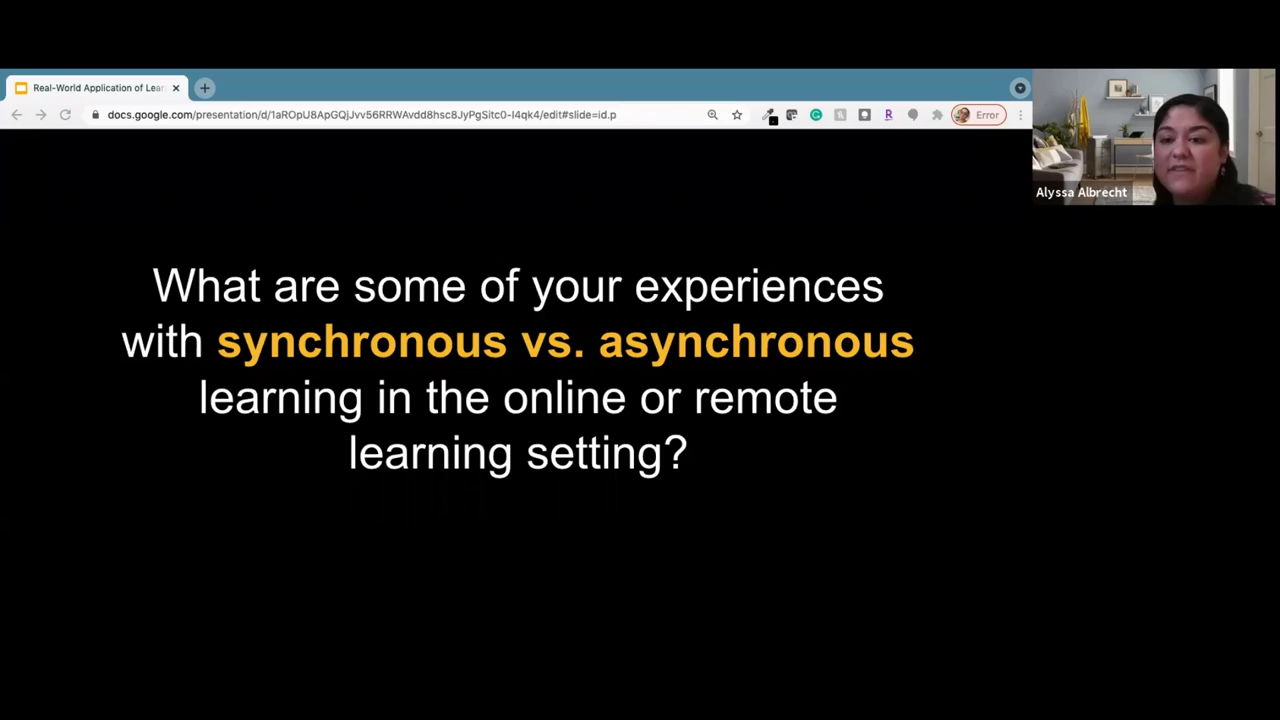 Real-World Application of Lear
docs.google.com/presentation/d/1aROpU8ApGQjJvv56RRWAvdd8hsc8JyPgSitc0-I4qk4/edit#slide=id.p
Error
Alyssa Albrecht
What are some of your experiences
with synchronous vs. asynchronous
learning in the online or remote
learning setting?